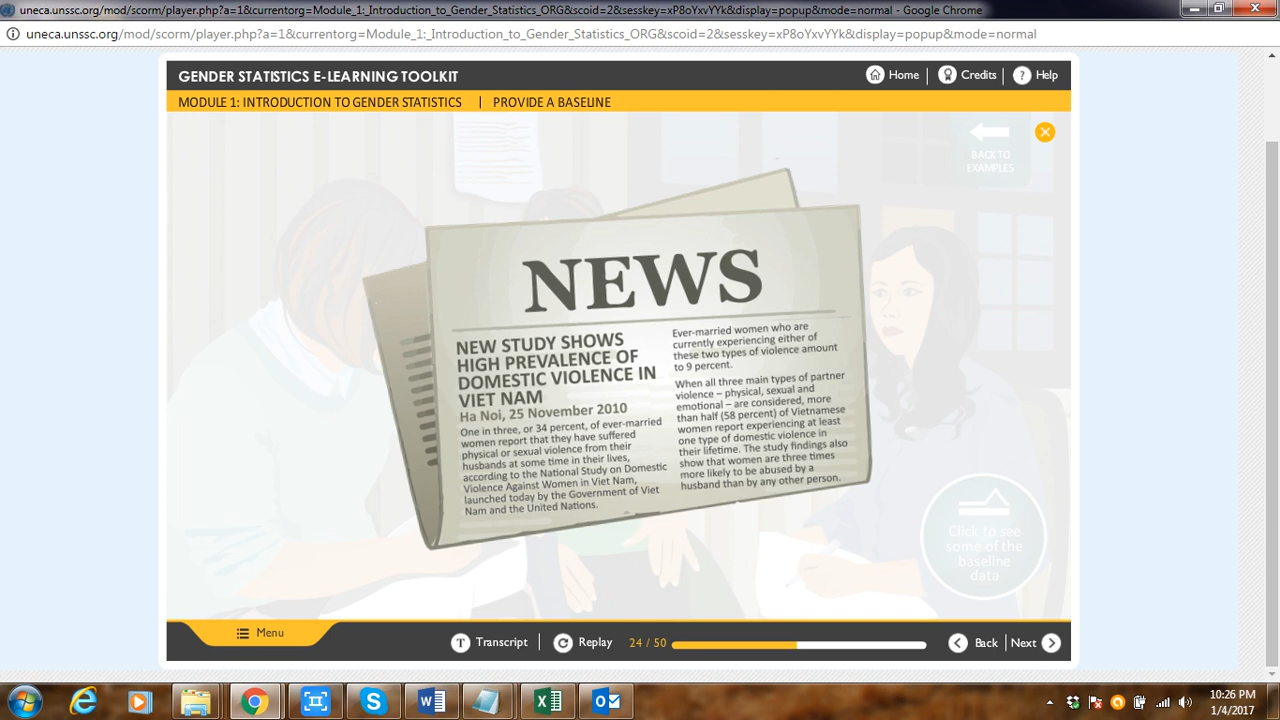 uneca.unssc.org/mod/scorm/player.php?a=1&currentorg=Module_1:_Introduction_to_Gender_Statistics_ORG&scoid=2&sesskey=xP8oYxvYYk&display=popup&mode=normal - Google Chrome
uneca.unssc.org/mod/scorm/player.php?a=1&currentorg=Module_1:_Introduction_to_Gender_Statistics_ORG&scoid=2&sesskey=xP8oYxvYYk&display=popup&mode=normal
GENDER STATISTICS E-LEARNING TOOLKIT
Home
Credits
? Help
MODULE 1: INTRODUCTION TO GENDER STATISTICS | PROVIDE A BASELINE
BACK TO
EXAMPLES
NEWS
NEW STUDY SHOWS
HIGH PREVALENCE OF
DOMESTIC VIOLENCE IN
VIET NAM
Ha Noi, 25 November 2010
One in three, or 34 percent, of ever-married
women report that they have suffered
physical or sexual violence from their
husbands at some time in their lives,
according to the National Study on Domestic
Violence Against Women in Viet Nam,
launched today by the Government of Viet
Nam and the United Nations.
Ever-married women who are
currently experiencing either of
these two types of violence amount
to 9 percent.
When all three main types of partner
violence – physical, sexual and
emotional – are considered, more
than half (58 percent) of Vietnamese
women report experiencing at least
one type of domestic violence in
their lifetime. The study findings also
show that women are three times
more likely to be abused by a
husband than by any other person.
Click to see
some of the
baseline
data
Menu
T Transcript
Replay
24 / 50
Back
Next
10:26 PM
1/4/2017